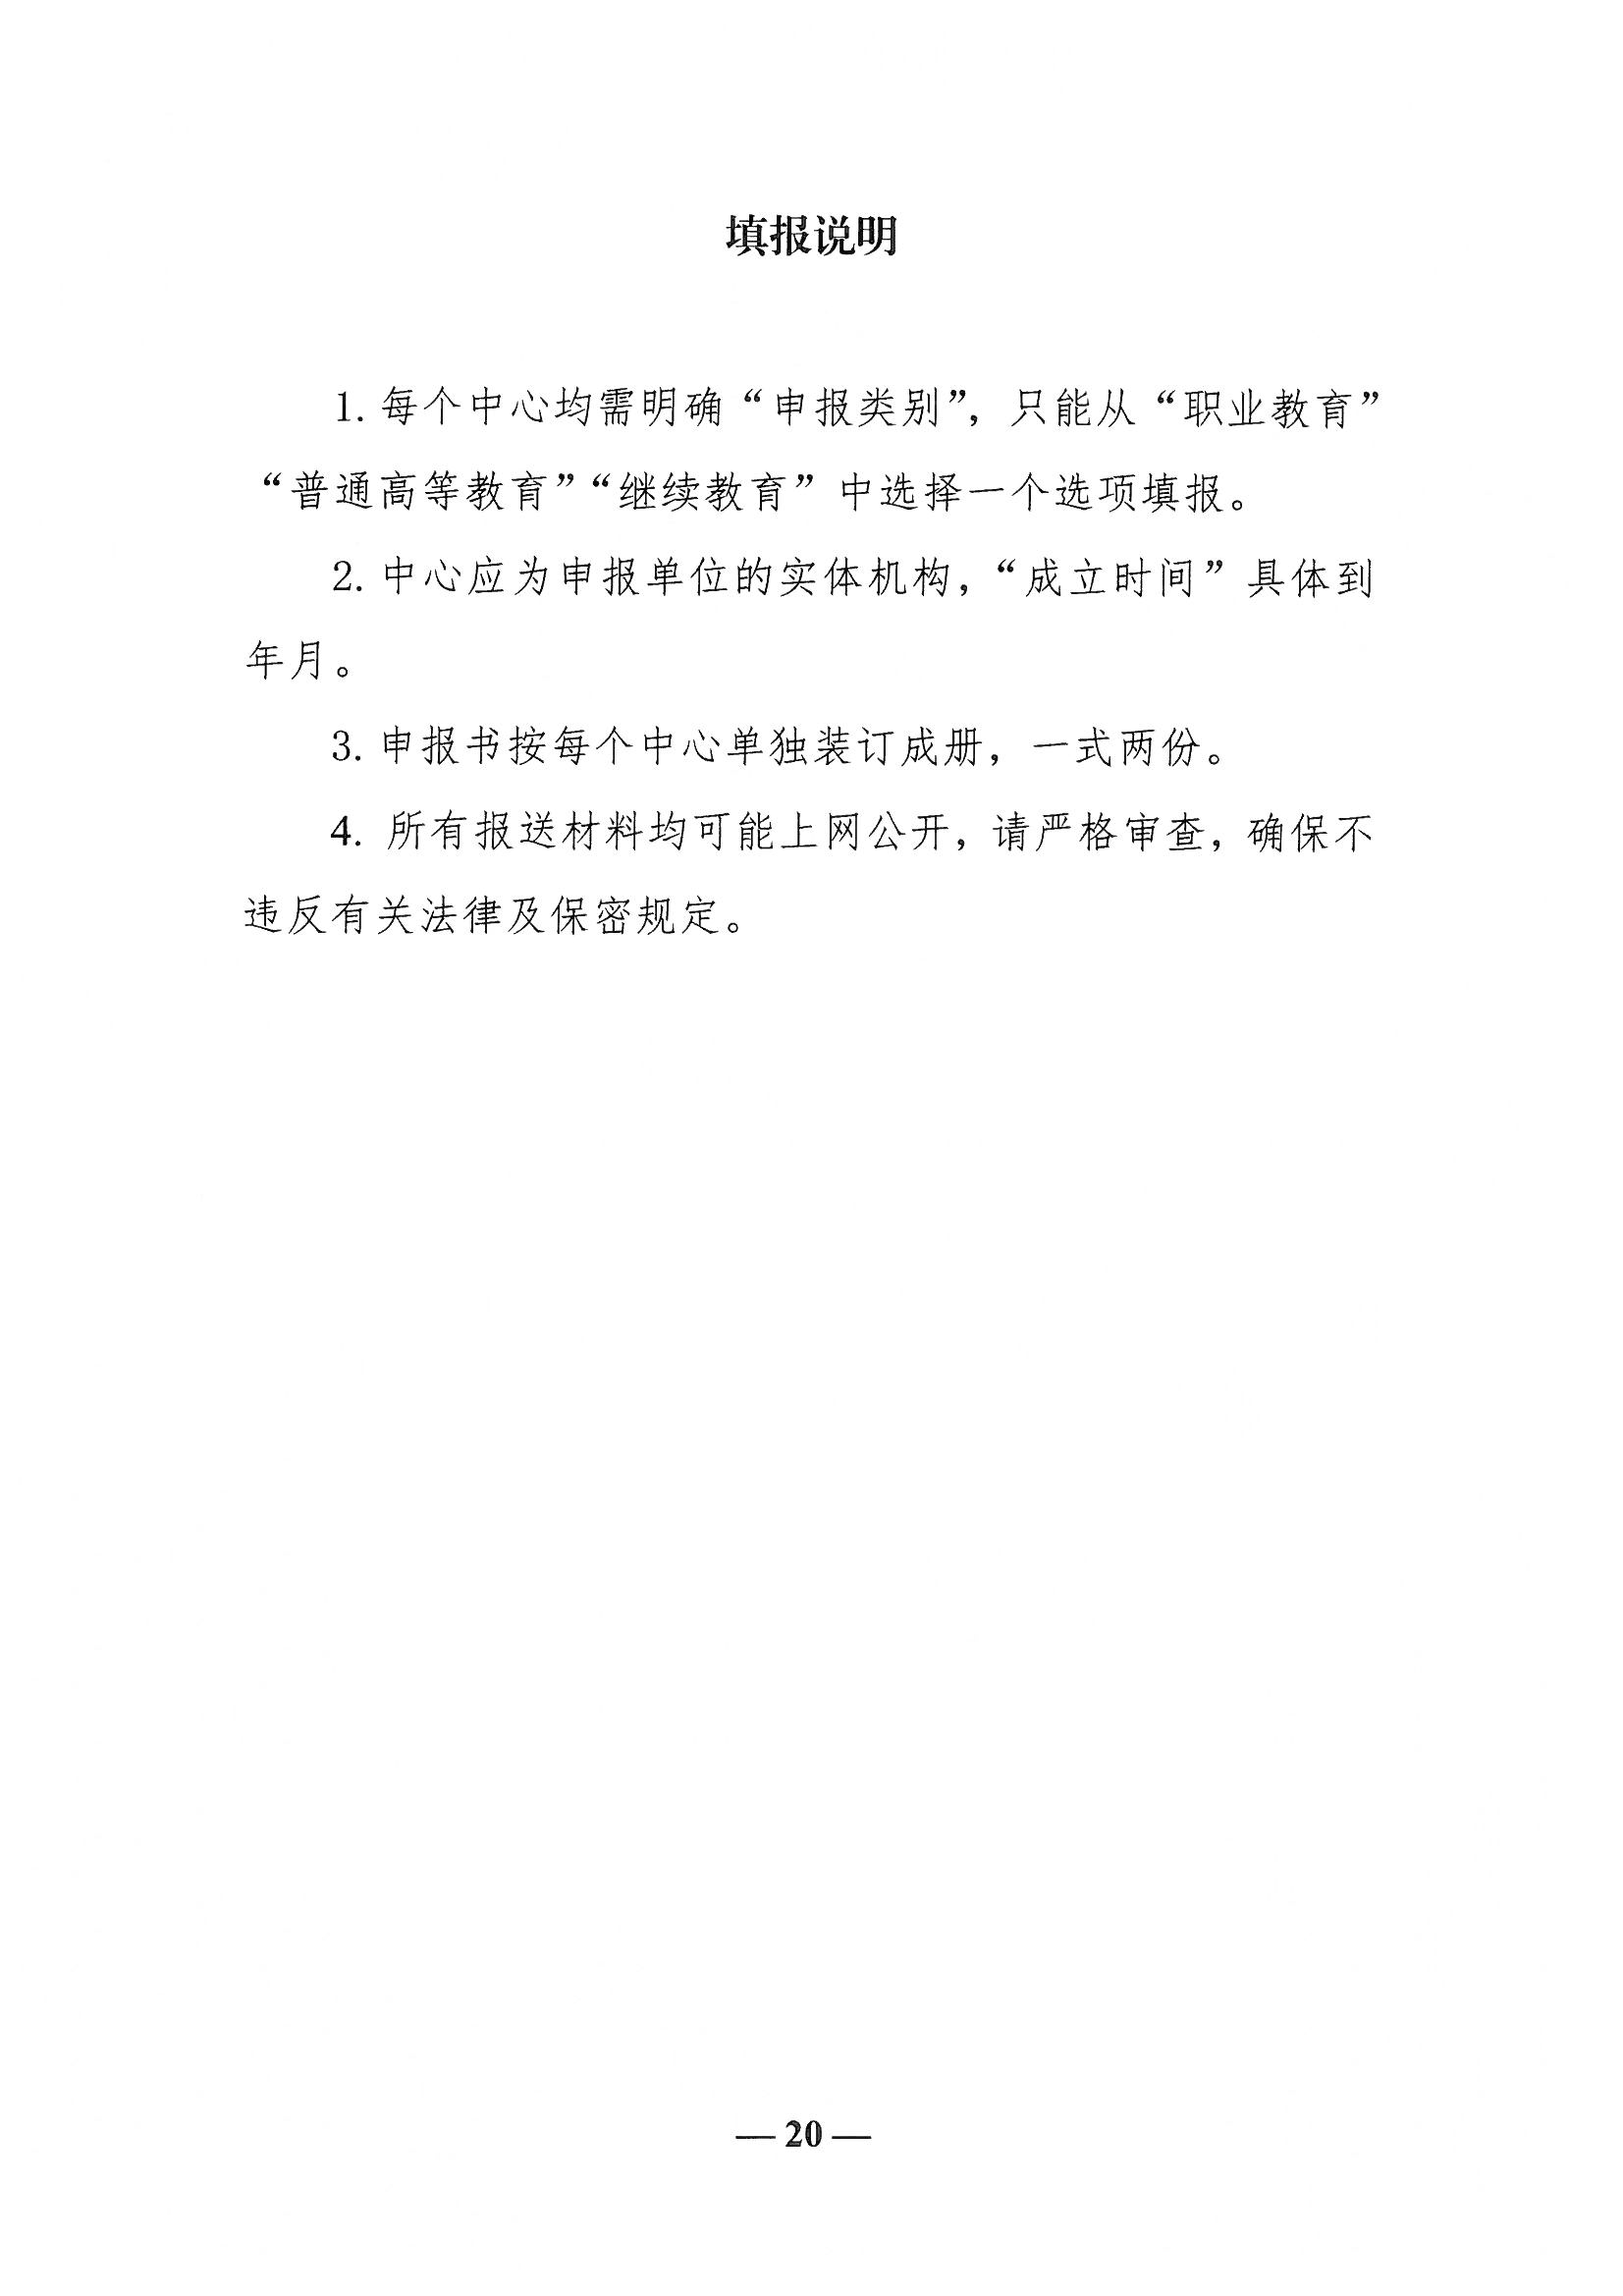 填报说明
1. 每个中心均需明确“申报类别”，只能从“职业教育”
“普通高等教育”“继续教育”中选择一个选项填报。
2. 中心应为申报单位的实体机构，“成立时间”具体到
年月。
3. 申报书按每个中心单独装订成册，一式两份。
4. 所有报送材料均可能上网公开，请严格审查，确保不
违反有关法律及保密规定。
— 20 —